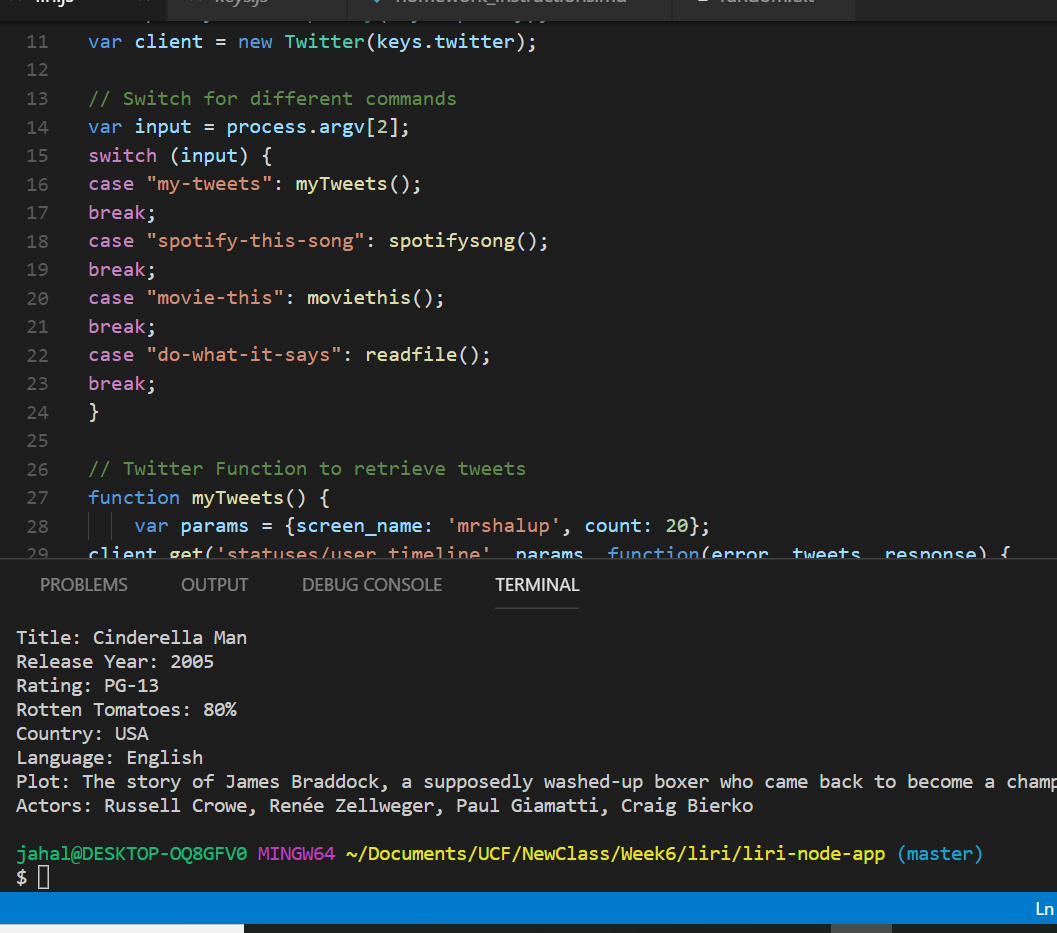 11 var client = new Twitter(keys.twitter);
12
13 // Switch for different commands
14 var input = process.argv[2];
15 switch (input) {
16 case "my-tweets": myTweets();
17 break;
18 case "spotify-this-song": spotifysong();
19 break;
20 case "movie-this": moviethis();
21 break;
22 case "do-what-it-says": readfile();
23 break;
24 }
25
26 // Twitter Function to retrieve tweets
27 function myTweets() {
28 var params = {screen_name: 'mrshalup', count: 20};
29 client.get('statuses/user_timeline', params, function(error, tweets, response) {
PROBLEMS OUTPUT DEBUG CONSOLE TERMINAL
Title: Cinderella Man
Release Year: 2005
Rating: PG-13
Rotten Tomatoes: 80%
Country: USA
Language: English
Plot: The story of James Braddock, a supposedly washed-up boxer who came back to become a champ
Actors: Russell Crowe, Renée Zellweger, Paul Giamatti, Craig Bierko
jahal@DESKTOP-OQ8GFV0 MINGW64 ~/Documents/UCF/NewClass/Week6/liri/liri-node-app (master)
$
Ln